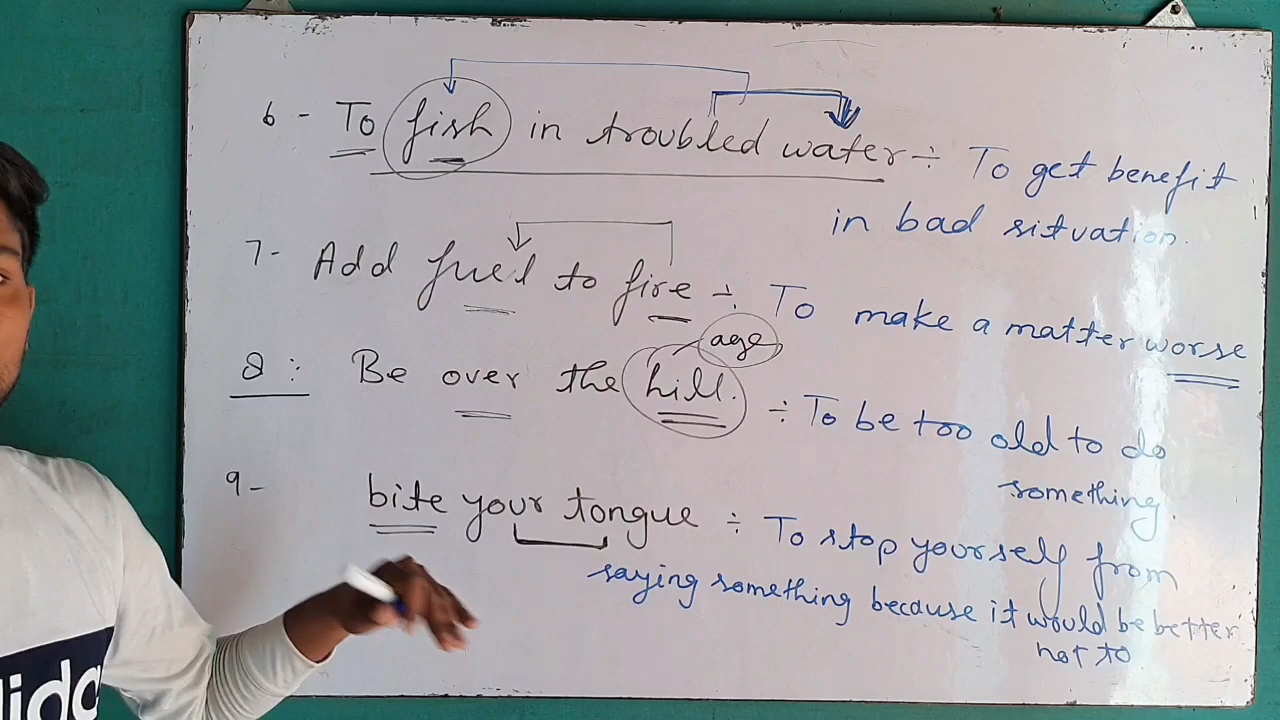 6 - To fish in troubled water ÷ To get benefit
in bad situation.
7 - Add fuel to fire ÷ To make a matter worse
age
8 : Be over the hill. ÷ To be too old to do
something.
9 - bite your tongue ÷ To stop yourself from
saying something because it would be better
not to